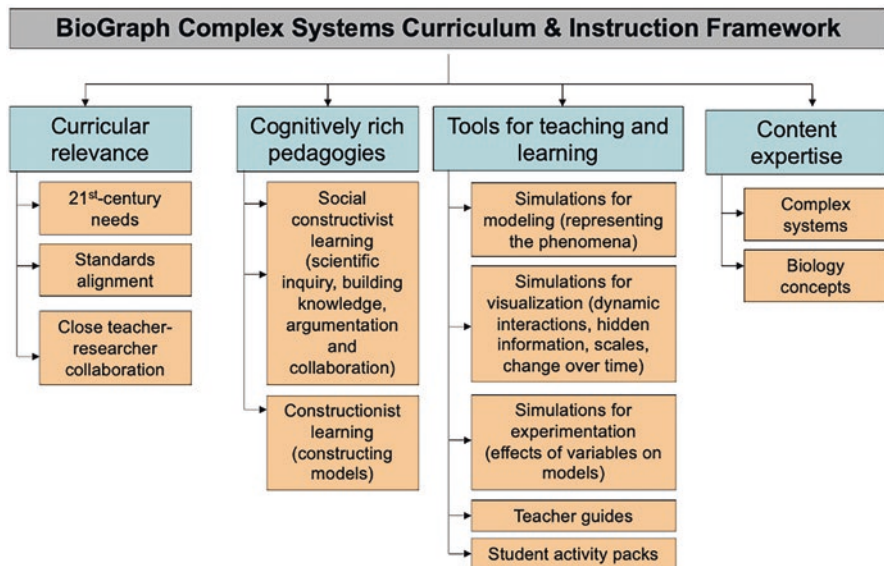 BioGraph Complex Systems Curriculum & Instruction Framework
Curricular
relevance
21st-century
needs
Standards
alignment
Close teacher-
researcher
collaboration
Cognitively rich
pedagogies
Social
constructivist
learning
(scientific
inquiry, building
knowledge,
argumentation
and
collaboration)
Constructionist
learning
(constructing
models)
Tools for teaching and
learning
Simulations for
modeling (representing
the phenomena)
Simulations for
visualization (dynamic
interactions, hidden
information, scales,
change over time)
Simulations for
experimentation
(effects of variables on
models)
Teacher guides
Student activity packs
Content
expertise
Complex
systems
Biology
concepts